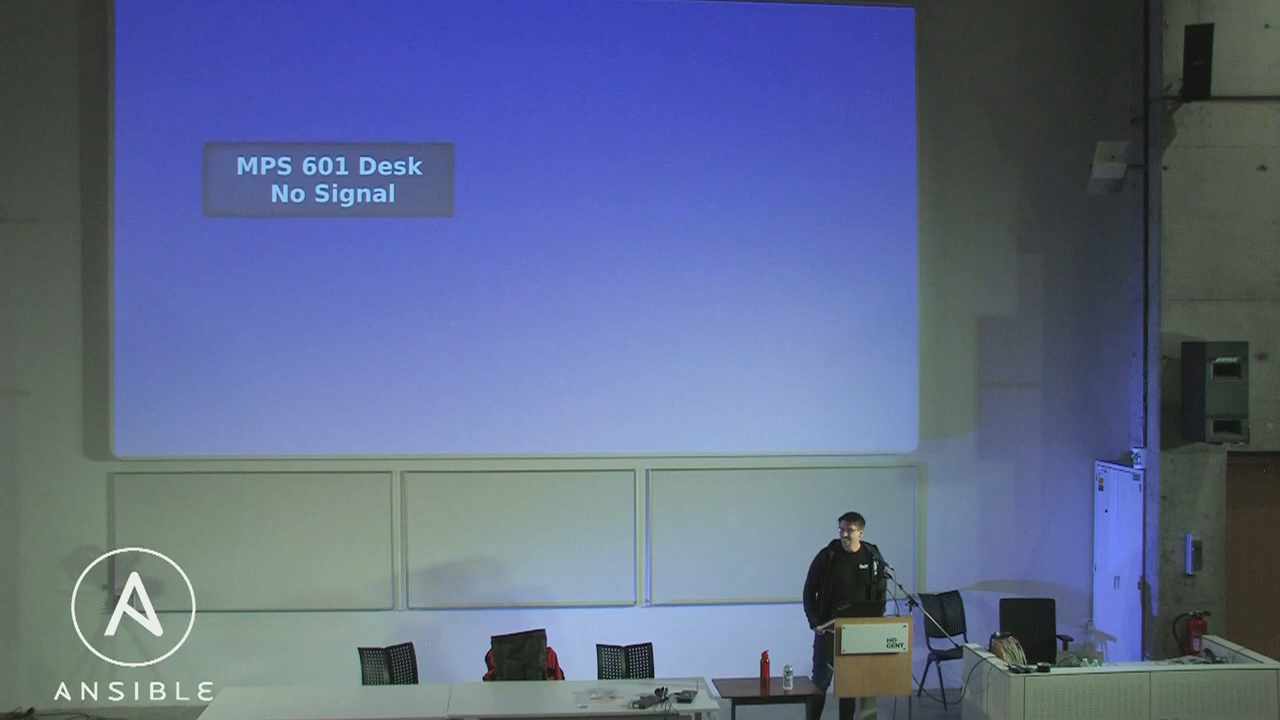 MPS 601 Desk
No Signal
HO
GENT
ANSIBLE